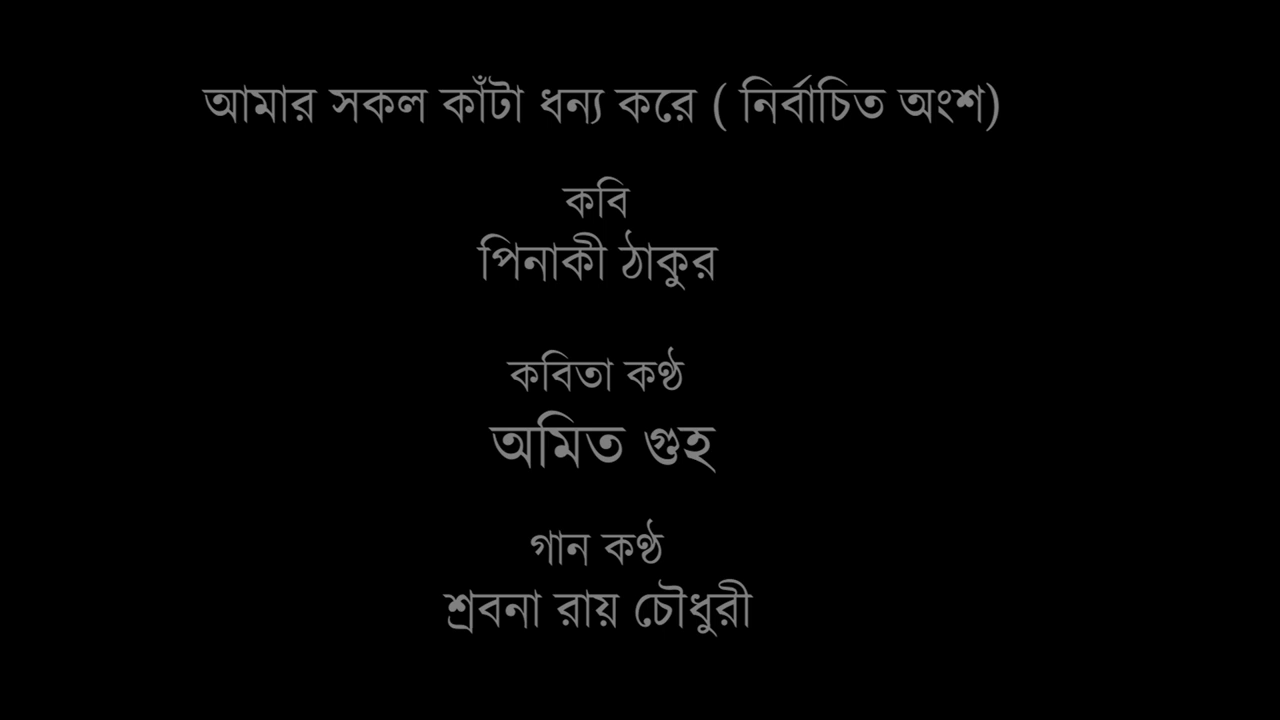 আমার সকল কাঁটা ধন্য করে ( নির্বাচিত অংশ)
কবি
পিনাকী ঠাকুর
কবিতা কণ্ঠ
অমিত গুহ
গান কণ্ঠ
শ্রবনা রায় চৌধুরী